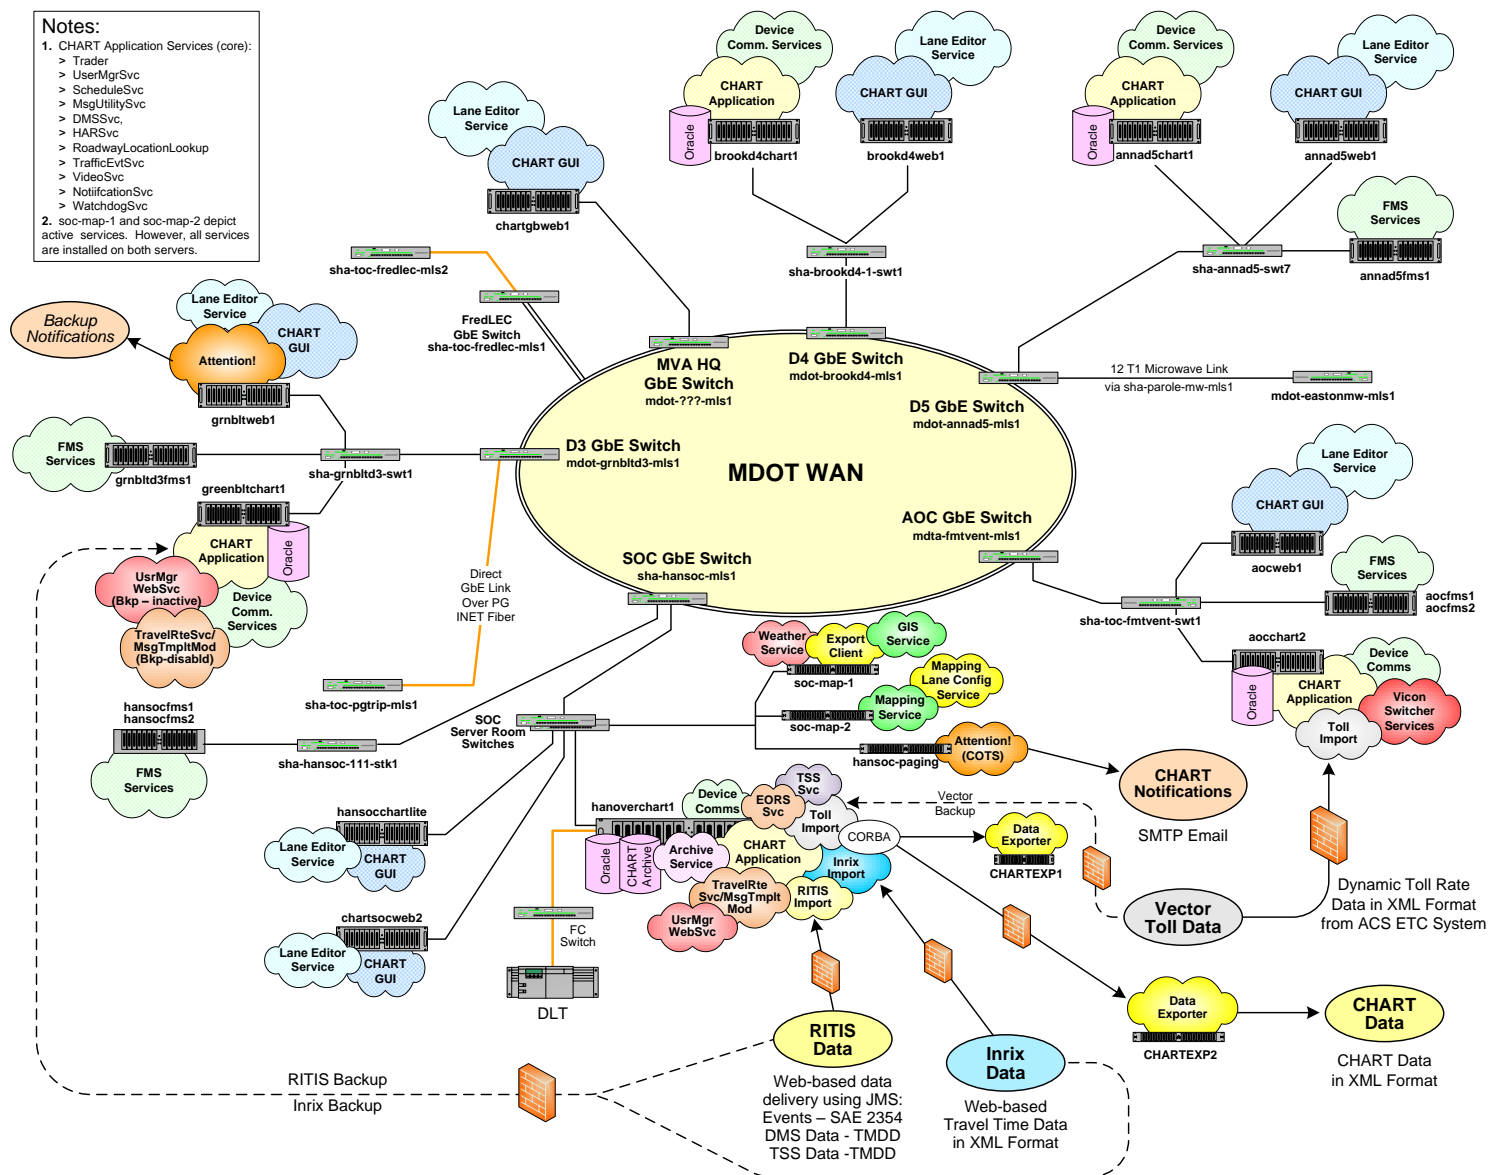 Notes:
1. CHART Application Services (core):
> Trader
> UserMgrSvc
> ScheduleSvc
> MsgUtilitySvc
> DMSSvc,
> HARSvc
> RoadwayLocationLookup
> TrafficEvtSvc
> VideoSvc
> NotiifcationSvc
> WatchdogSvc
2. soc-map-1 and soc-map-2 depict
active services. However, all services
are installed on both servers.
Lane Editor
Service
CHART GUI
chartgbweb1
Device
Comm. Services
CHART
Application
Oracle
brookd4chart1
Lane Editor
Service
CHART GUI
brookd4web1
Device
Comm. Services
CHART
Application
Oracle
annad5chart1
Lane Editor
Service
CHART GUI
annad5web1
FMS
Services
annad5fms1
sha-toc-fredlec-mls2
sha-brookd4-1-swt1
sha-annad5-swt7
FredLEC
GbE Switch
sha-toc-fredlec-mls1
Backup
Notifications
Lane Editor
Service
CHART
GUI
Attention!
grnbltweb1
MVA HQ
GbE Switch
mdot-???-mls1
D4 GbE Switch
mdot-brookd4-mls1
D5 GbE Switch
mdot-annad5-mls1
12 T1 Microwave Link
via sha-parole-mw-mls1
mdot-eastonmw-mls1
FMS
Services
grnbltd3fms1
sha-grnbltd3-swt1
D3 GbE Switch
mdot-grnbltd3-mls1
MDOT WAN
greenbltchart1
CHART
Application
Oracle
UsrMgr
WebSvc
(Bkp – inactive)
Device
Comm.
Services
TravelRteSvc/
MsgTmpltMod
(Bkp-disabld)
SOC GbE Switch
sha-hansoc-mls1
AOC GbE Switch
mdta-fmtvent-mls1
Lane Editor
Service
CHART GUI
aocweb1
FMS
Services
aocfms1
aocfms2
sha-toc-fmtvent-swt1
aocchart2
Device
Comms
Oracle
CHART
Application
Vicon
Switcher
Services
Toll
Import
Direct
GbE Link
Over PG
INET Fiber
sha-toc-pgtrip-mls1
Weather
Service
Export
Client
GIS
Service
soc-map-1
Mapping
Lane Config
Service
Mapping
Service
soc-map-2
hansocfms1
hansocfms2
FMS
Services
sha-hansoc-111-stk1
SOC
Server Room
Switches
hansoc-paging
Attention!
(COTS)
CHART
Notifications
SMTP Email
hansocchartlite
Lane Editor
Service
CHART
GUI
chartsocweb2
Lane Editor
Service
CHART
GUI
hanoverchart1
Device
Comms
EORS
Svc
TSS
Svc
Toll
Import
CORBA
Oracle
CHART
Archive
Archive
Service
CHART
Application
Inrix
Import
TravelRte
Svc/MsgTmplt
Mod
RITIS
Import
UsrMgr
WebSvc
Vector
Backup
Data
Exporter
CHARTEXP1
FC
Switch
DLT
Vector
Toll Data
Dynamic Toll Rate
Data in XML Format
from ACS ETC System
RITIS
Data
Web-based data
delivery using JMS:
Events – SAE 2354
DMS Data - TMDD
TSS Data -TMDD
Inrix
Data
Web-based
Travel Time Data
in XML Format
Data
Exporter
CHARTEXP2
CHART
Data
CHART Data
in XML Format
RITIS Backup
Inrix Backup